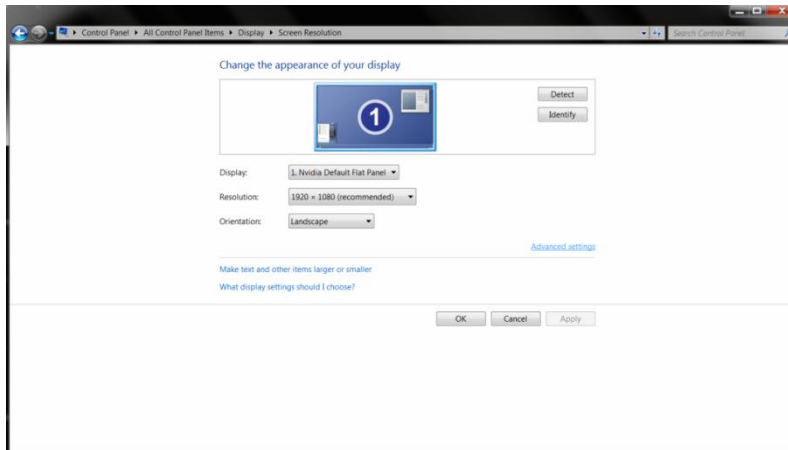 Control Panel ▸ All Control Panel Items ▸ Display ▸ Screen Resolution
Search Control Panel
Change the appearance of your display
1
Detect
Identify
Display: 1. Nvidia Default Flat Panel
Resolution: 1920 × 1080 (recommended)
Orientation: Landscape
Advanced settings
Make text and other items larger or smaller
What display settings should I choose?
OK Cancel Apply